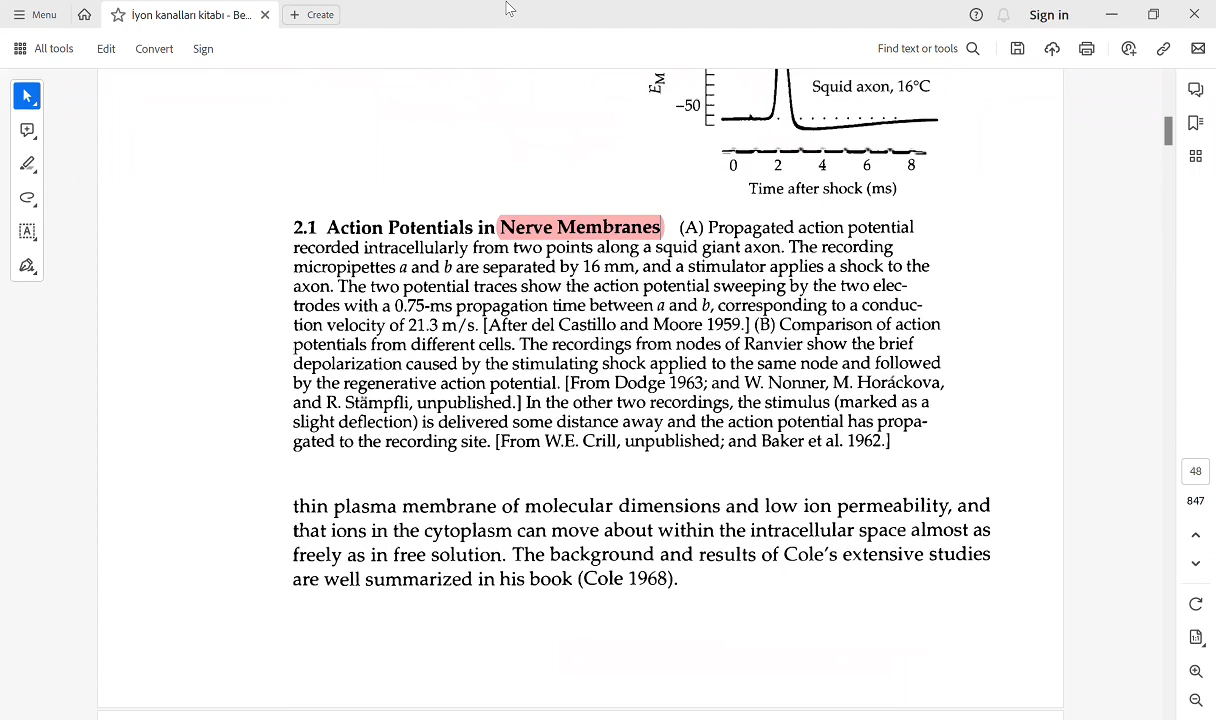 Menu
İyon kanalları kitabı - Be...
Create
Sign in
All tools
Edit
Convert
Sign
Find text or tools
EM
−50
Squid axon, 16°C
0 2 4 6 8
Time after shock (ms)
2.1 Action Potentials in Nerve Membranes (A) Propagated action potential
recorded intracellularly from two points along a squid giant axon. The recording
micropipettes a and b are separated by 16 mm, and a stimulator applies a shock to the
axon. The two potential traces show the action potential sweeping by the two elec-
trodes with a 0.75-ms propagation time between a and b, corresponding to a conduc-
tion velocity of 21.3 m/s. [After del Castillo and Moore 1959.] (B) Comparison of action
potentials from different cells. The recordings from nodes of Ranvier show the brief
depolarization caused by the stimulating shock applied to the same node and followed
by the regenerative action potential. [From Dodge 1963; and W. Nonner, M. Horáckova,
and R. Stämpfli, unpublished.] In the other two recordings, the stimulus (marked as a
slight deflection) is delivered some distance away and the action potential has propa-
gated to the recording site. [From W.E. Crill, unpublished; and Baker et al. 1962.]
thin plasma membrane of molecular dimensions and low ion permeability, and
that ions in the cytoplasm can move about within the intracellular space almost as
freely as in free solution. The background and results of Cole's extensive studies
are well summarized in his book (Cole 1968).
48
847
1:1